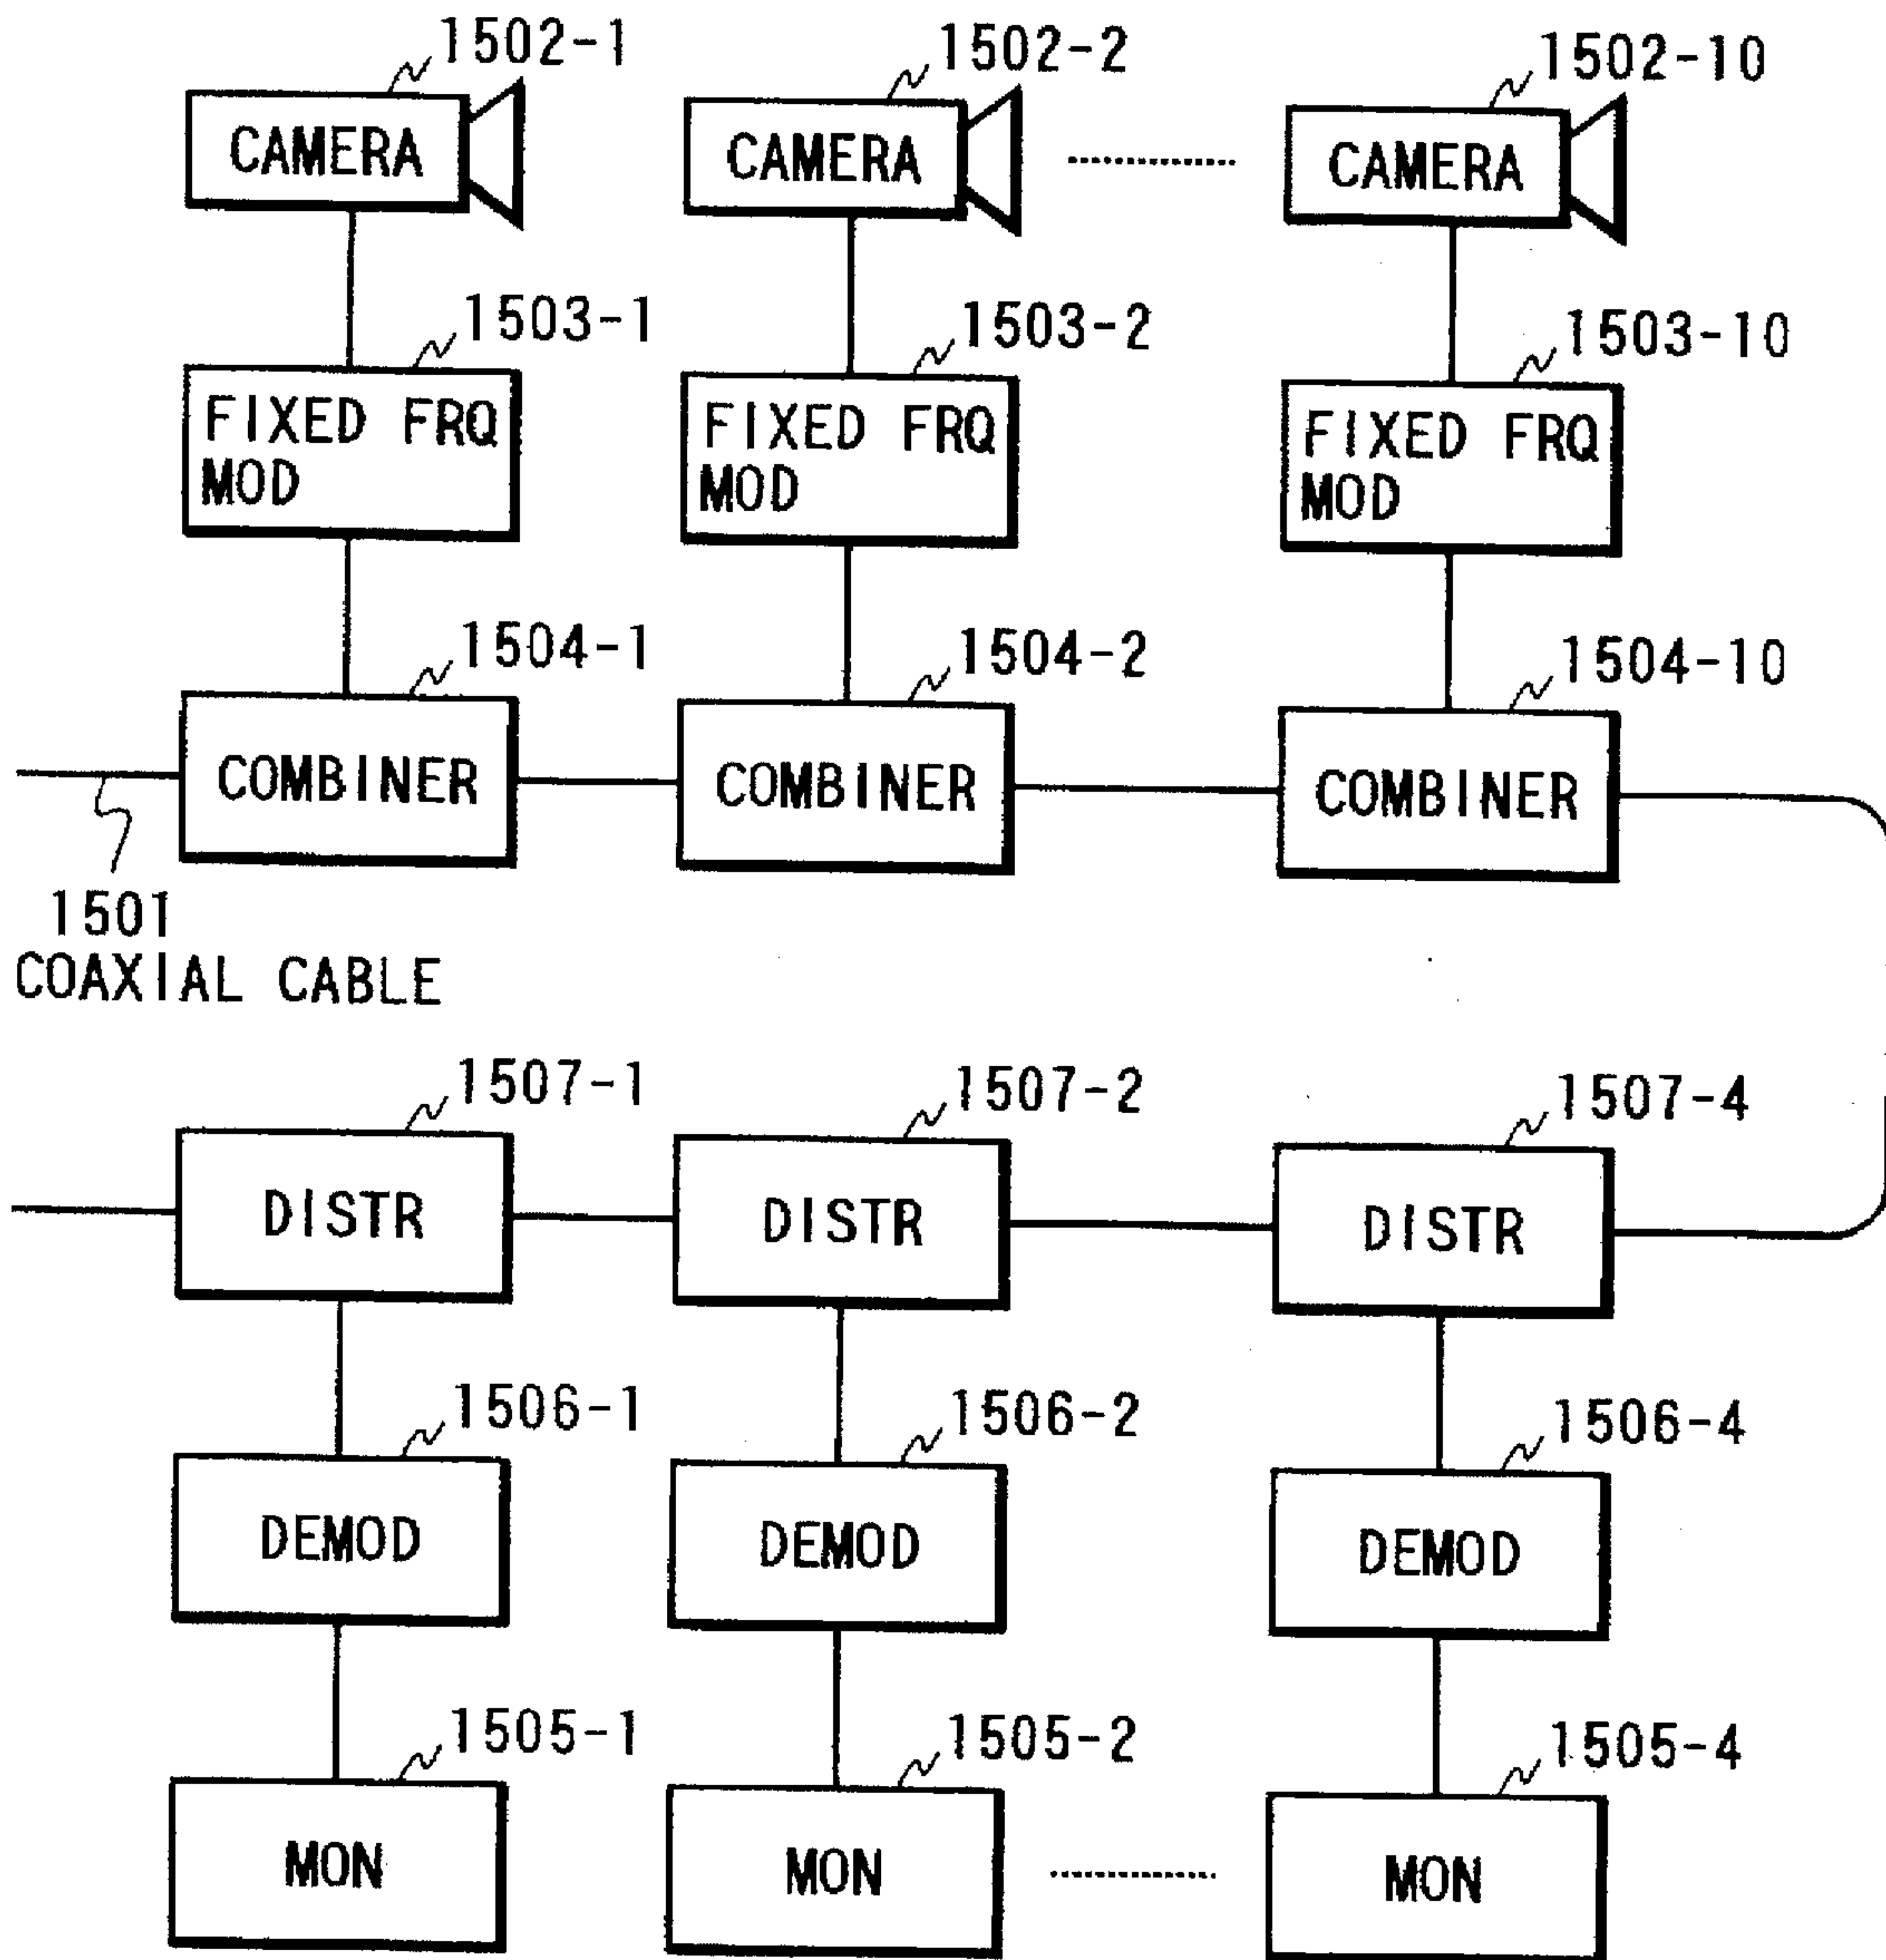 1502-1 1502-2 1502-10
CAMERA CAMERA CAMERA
1503-1 1503-2 1503-10
FIXED FRQ FIXED FRQ FIXED FRQ
MOD MOD MOD
1504-1 1504-2 1504-10
COMBINER COMBINER COMBINER
1501
COAXIAL CABLE
1507-1 1507-2 1507-4
DISTR DISTR DISTR
1506-1 1506-2 1506-4
DEMOD DEMOD DEMOD
1505-1 1505-2 1505-4
MON MON MON